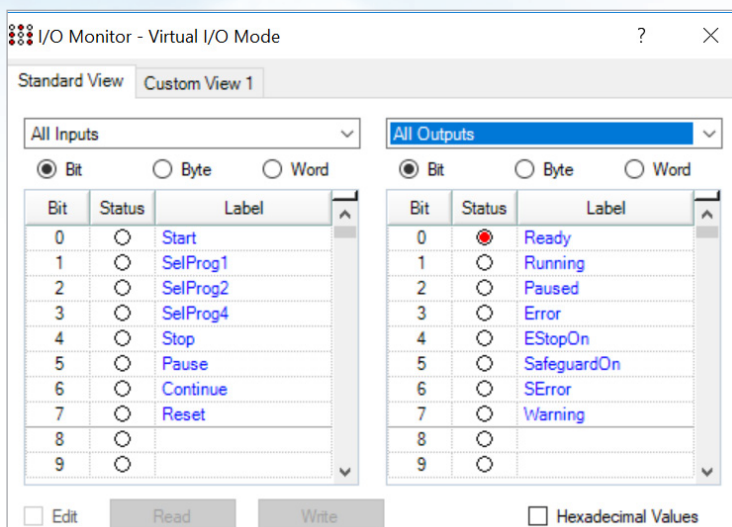 I/O Monitor - Virtual I/O Mode ?
Standard View Custom View 1
All Inputs All Outputs
Bit Byte Word Bit Byte Word
Bit Status Label Bit Status Label
0 Start 0 Ready
1 SelProg1 1 Running
2 SelProg2 2 Paused
3 SelProg4 3 Error
4 Stop 4 EStopOn
5 Pause 5 SafeguardOn
6 Continue 6 SError
7 Reset 7 Warning
8 8
9 9
Edit Read Write Hexadecimal Values